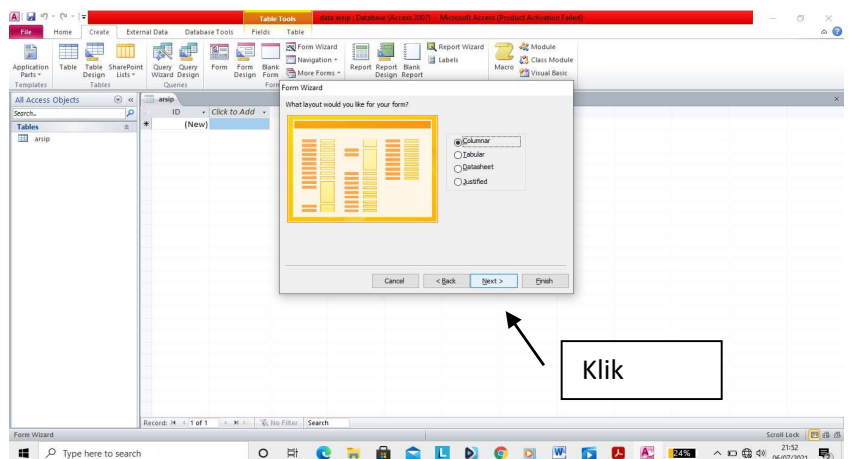 Table Tools
data arsip : Database (Access 2007) - Microsoft Access (Product Activation Failed)
File Home Create External Data Database Tools Fields Table
Application Parts
Table
Table Design
SharePoint Lists
Query Wizard
Query Design
Form
Form Design
Blank Form
Form Wizard
Navigation
More Forms
Report
Report Design
Blank Report
Report Wizard
Labels
Macro
Module
Class Module
Visual Basic
Templates
Tables
Queries
All Access Objects
Search..
Tables
arsip
arsip
ID Click to Add
* (New)
Form Wizard
What layout would you like for your form?
Columnar
Tabular
Datasheet
Justified
Cancel < Back Next > Finish
Klik
Record: 1 of 1 No Filter Search
Form Wizard
Scroll Lock
Type here to search
24%
21:52
06/07/2021